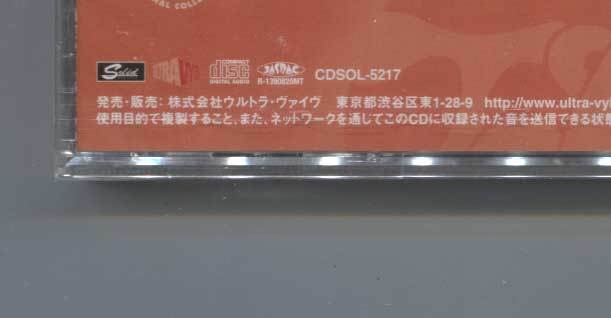 Solid ULTRA-VYBE COMPACT disc DIGITAL AUDIO JASRAC R-1390820MT CDSOL-5217
発売・販売: 株式会社ウルトラ・ヴァイヴ 東京都渋谷区東1-28-9 http://www.ultra-vy
使用目的で複製すること、また、ネットワークを通じてこのCDに収録された音を送信できる状態